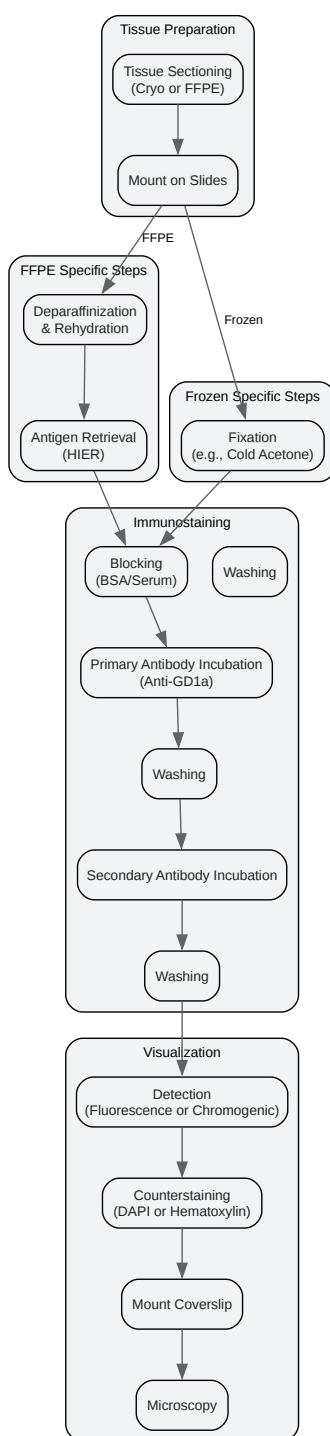 Tissue Preparation
Tissue Sectioning
(Cryo or FFPE)
Mount on Slides
FFPE
FFPE Specific Steps
Deparaffinization
& Rehydration
Frozen
Antigen Retrieval
(HIER)
Frozen Specific Steps
Fixation
(e.g., Cold Acetone)
Immunostaining
Blocking
(BSA/Serum)
Washing
Primary Antibody Incubation
(Anti-GD1a)
Washing
Secondary Antibody Incubation
Washing
Visualization
Detection
(Fluorescence or Chromogenic)
Counterstaining
(DAPI or Hematoxylin)
Mount Coverslip
Microscopy